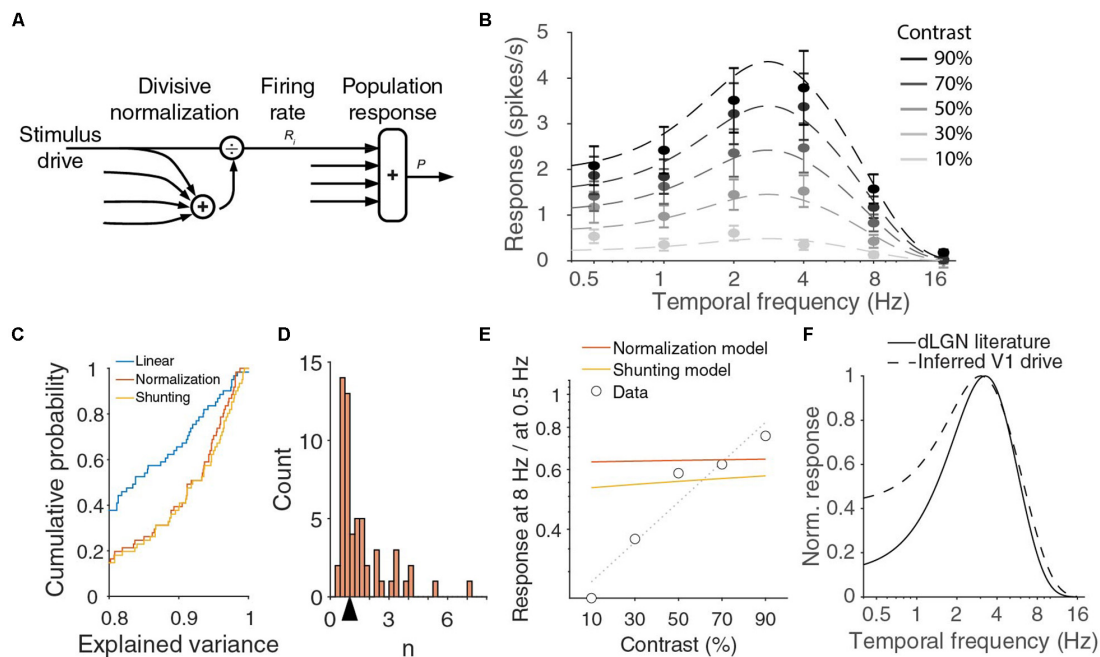 A
Divisive
normalization
Firing
rate
Population
response
Stimulus
drive
÷
R i
+
+
P
B
Response (spikes/s)
5
4
3
2
1
0
0.5
1
2
4
8
16
Temporal frequency (Hz)
Contrast
90%
70%
50%
30%
10%
C
Cumulative probability
1
0.8
0.6
0.4
0.2
0
0.8
0.9
1
Explained variance
Linear
Normalization
Shunting
D
Count
15
10
5
0
0
3
6
n
E
Normalization model
Shunting model
Data
Response at 8 Hz / at 0.5 Hz
1
0.8
0.6
0.4
10
30
50
70
90
Contrast (%)
F
dLGN literature
Inferred V1 drive
Norm. response
1
0.8
0.6
0.4
0.2
0
0.5
1
2
4
8
16
Temporal frequency (Hz)